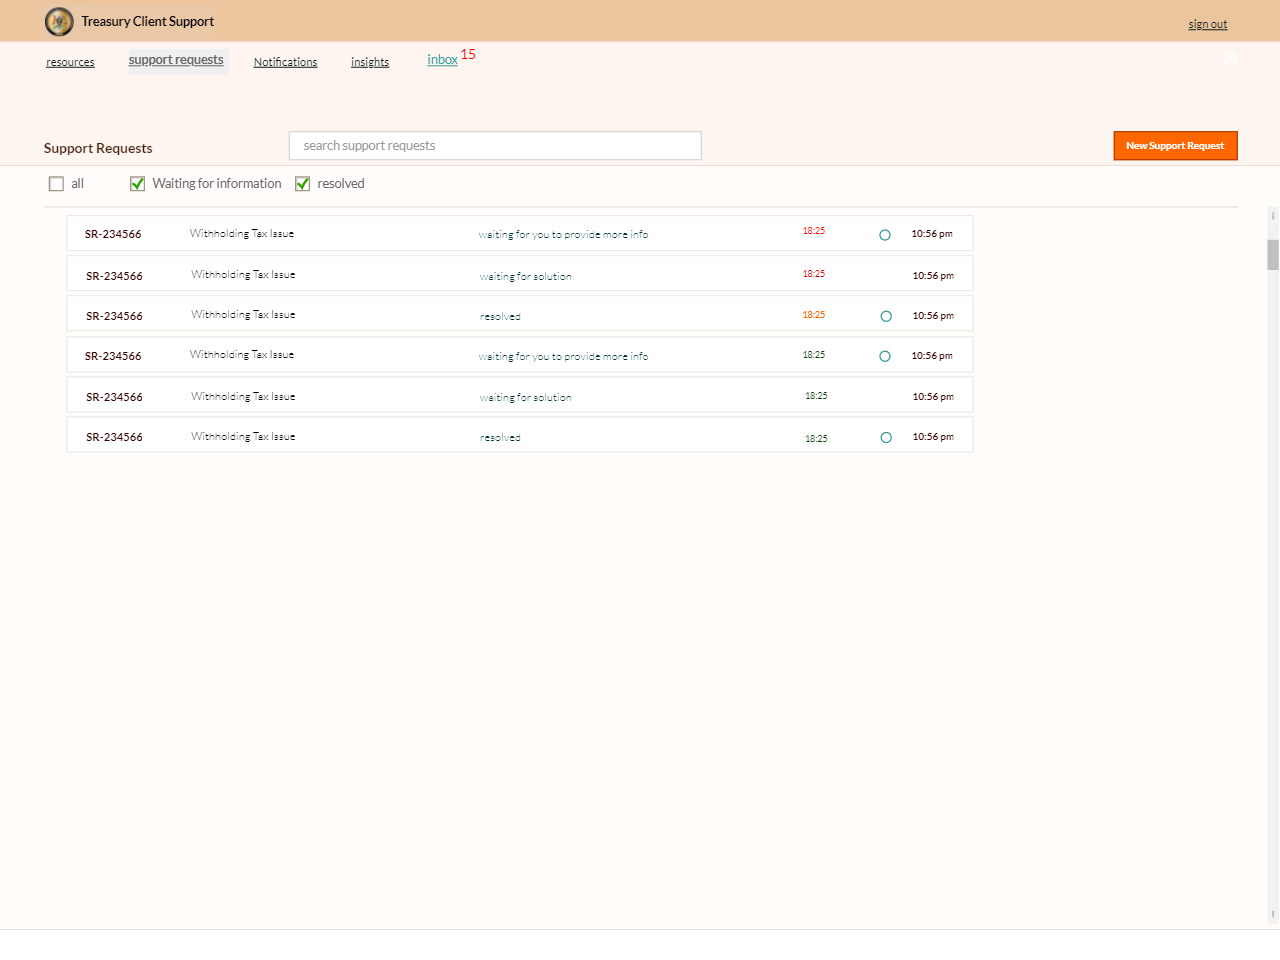 Treasury Client Support
sign out
resources support requests Notifications insights inbox 15
20
Support Requests search support requests New Support Request
all Waiting for information resolved
SR-234566 Withholding Tax Issue waiting for you to provide more info 18:25 10:56 pm
SR-234566 Withholding Tax Issue waiting for solution 18:25 10:56 pm
SR-234566 Withholding Tax Issue resolved 18:25 10:56 pm
SR-234566 Withholding Tax Issue waiting for you to provide more info 18:25 10:56 pm
SR-234566 Withholding Tax Issue waiting for solution 18:25 10:56 pm
SR-234566 Withholding Tax Issue resolved 18:25 10:56 pm